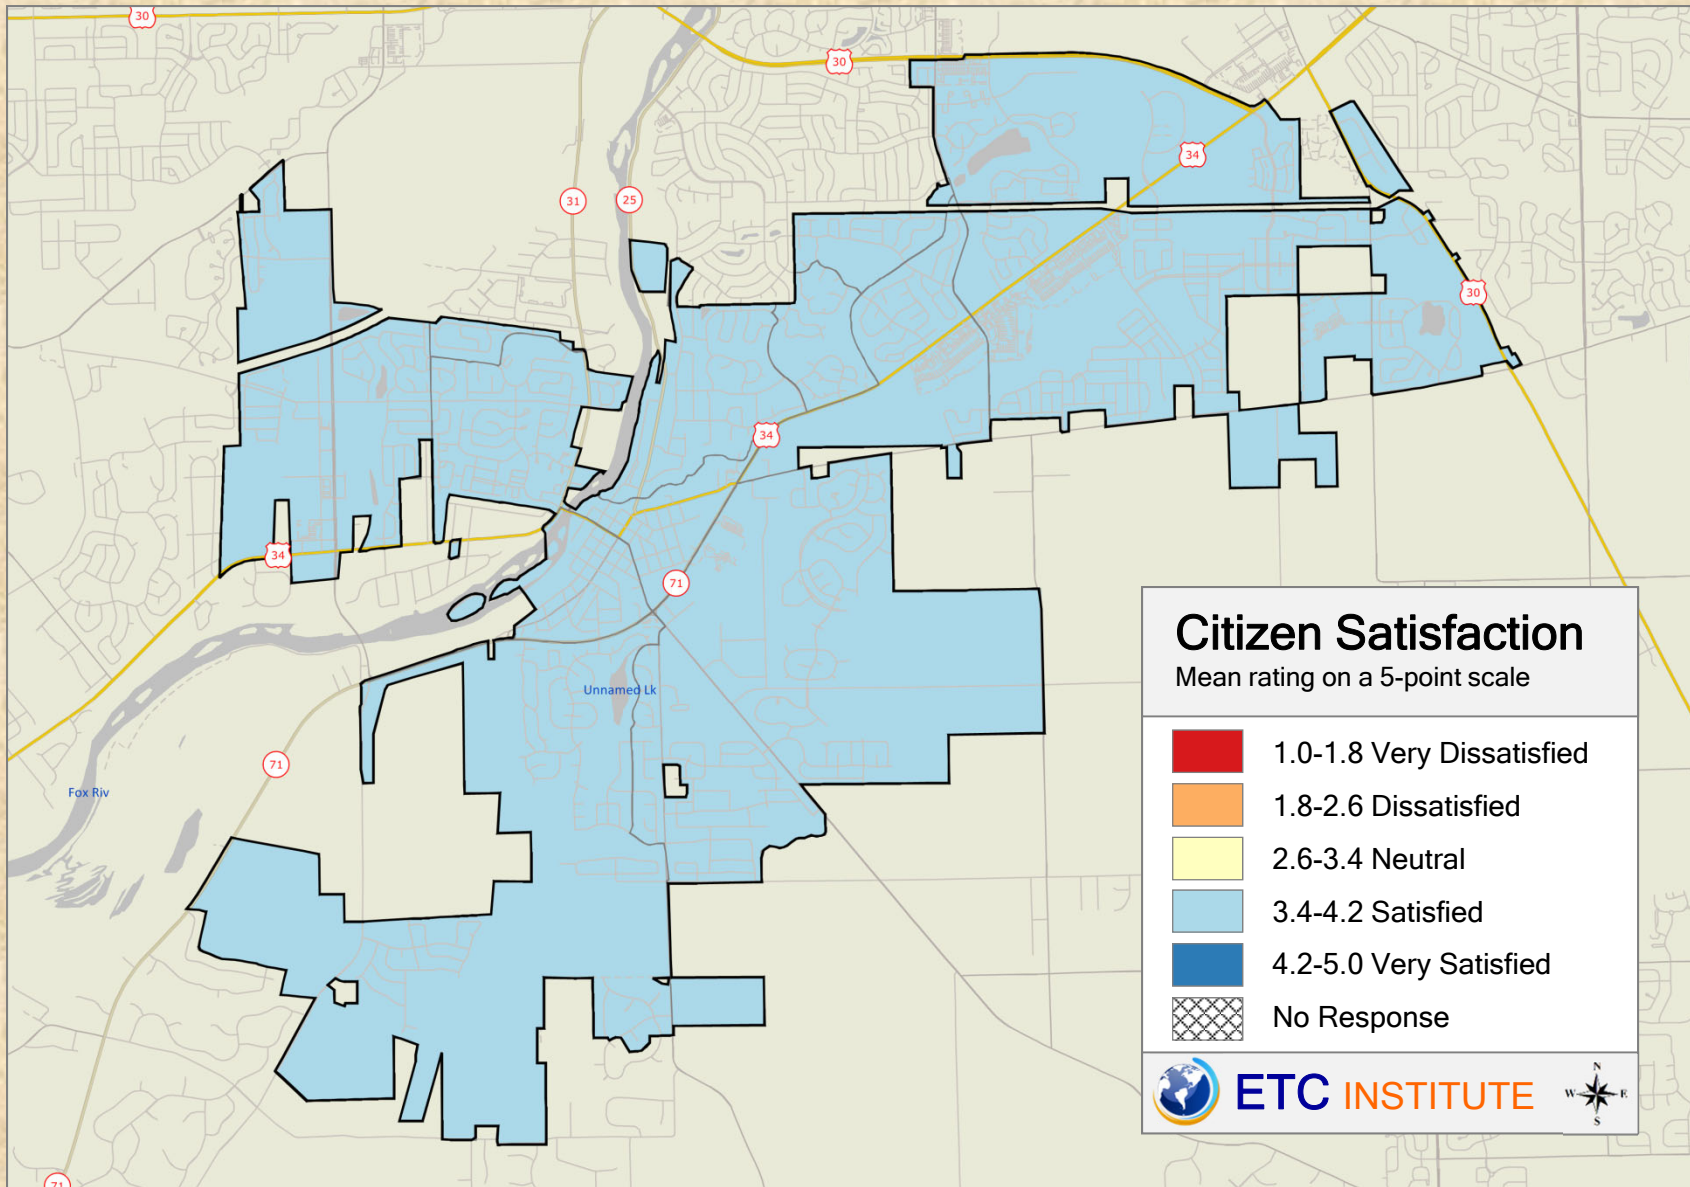 30
30
34
31
25
30
34
34
71
Unnamed Lk
71
Fox Riv
71
Citizen Satisfaction
Mean rating on a 5-point scale
1.0-1.8 Very Dissatisfied
1.8-2.6 Dissatisfied
2.6-3.4 Neutral
3.4-4.2 Satisfied
4.2-5.0 Very Satisfied
No Response
ETC INSTITUTE
N
W E
S